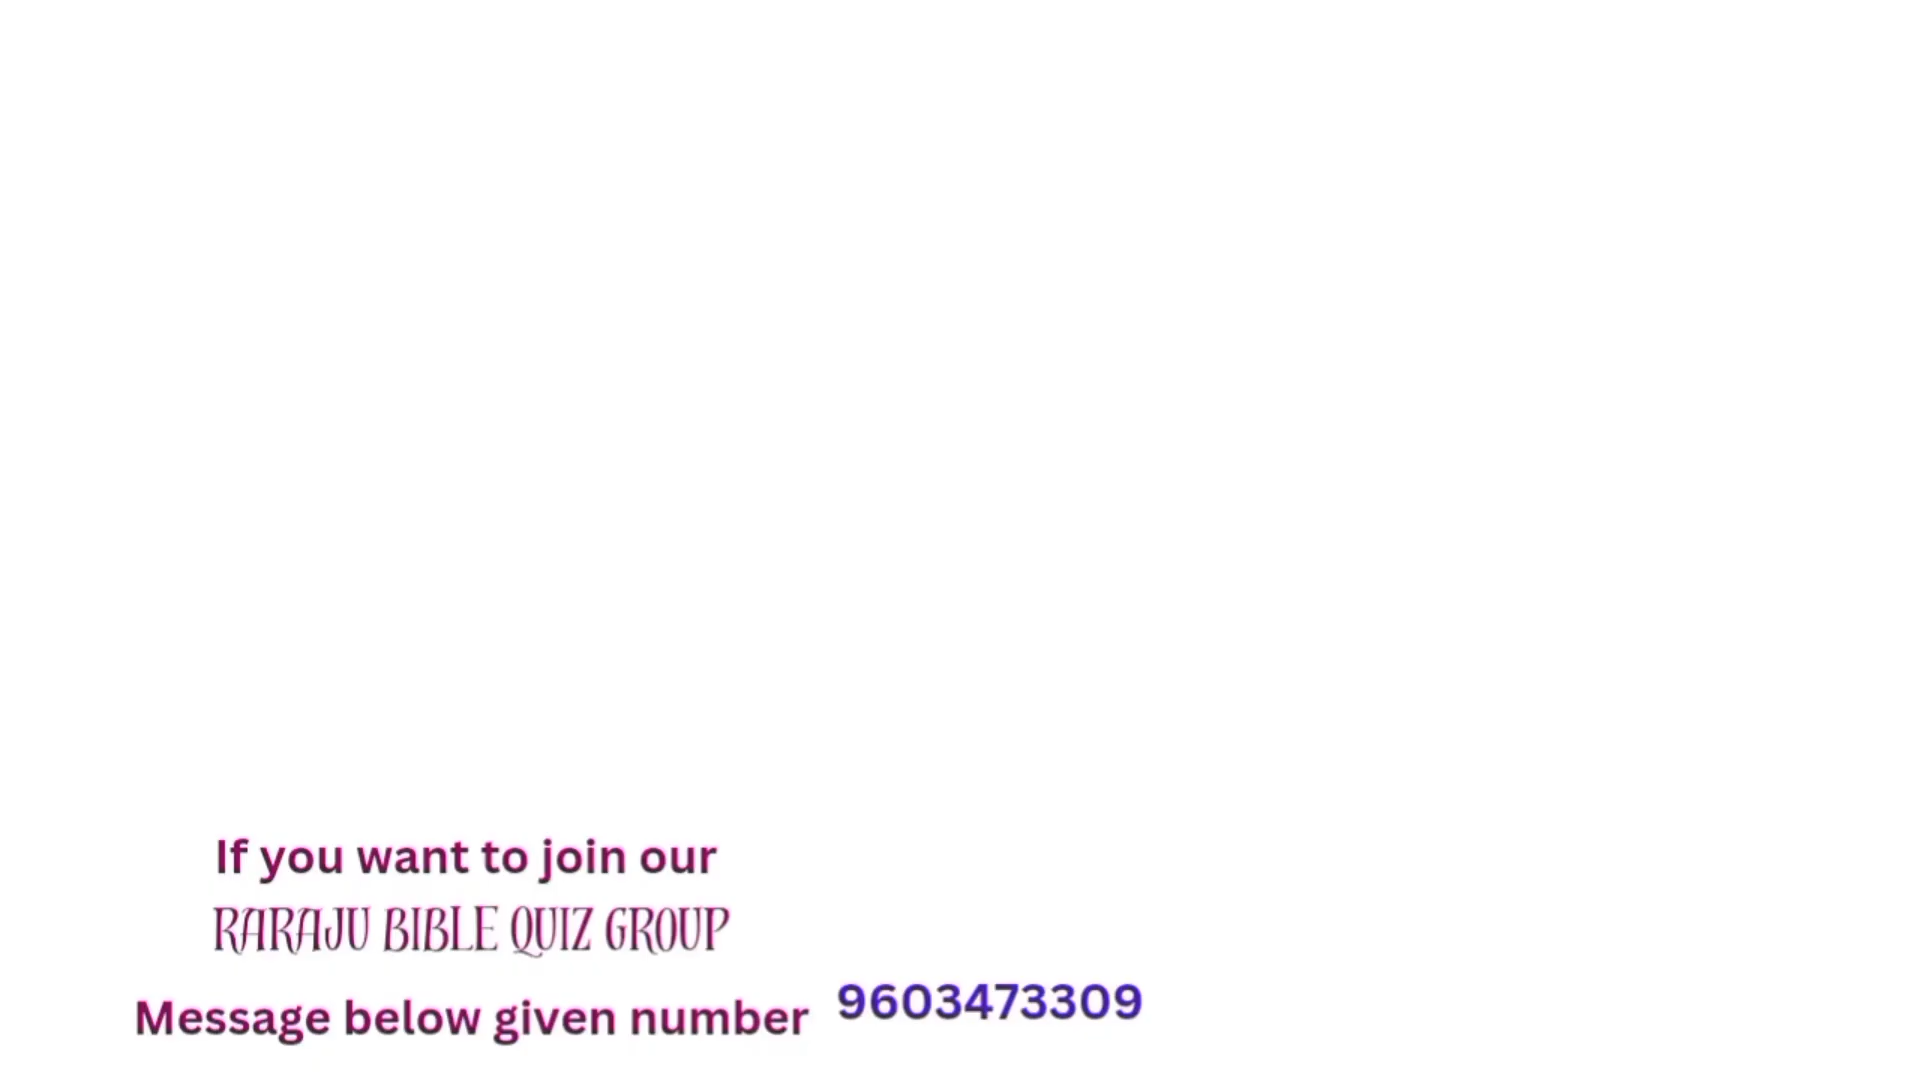 If you want to join our
RARAJU BIBLE QUIZ GROUP
Message below given number 9603473309